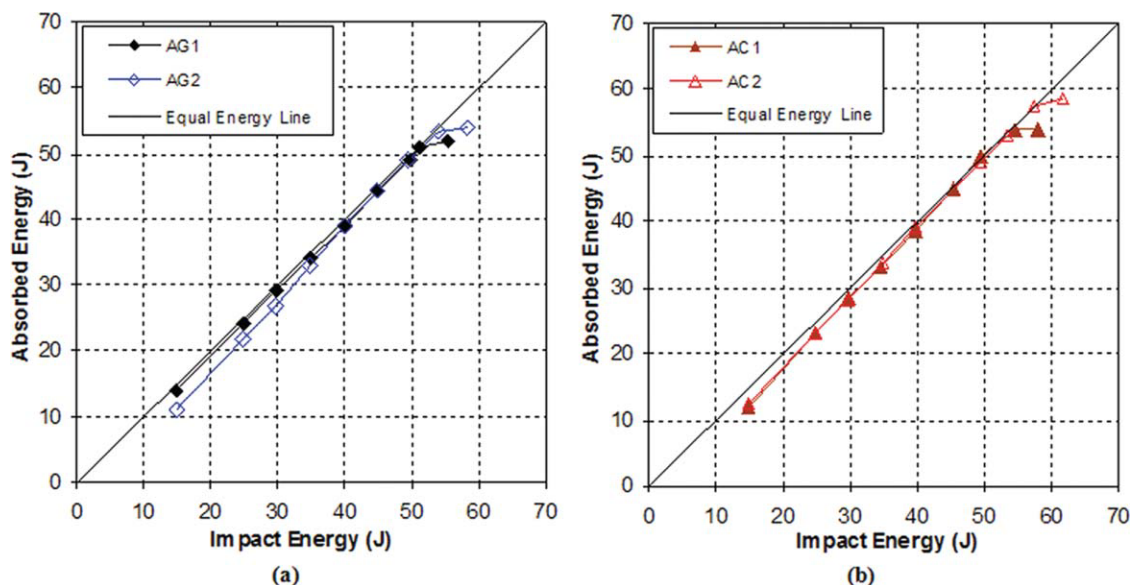 70
60
50
40
30
20
10
0
Absorbed Energy (J)
AG1
AG2
Equal Energy Line
0 10 20 30 40 50 60 70
Impact Energy (J)
(a)
70
60
50
40
30
20
10
0
Absorbed Energy (J)
AC1
AC2
Equal Energy Line
0 10 20 30 40 50 60 70
Impact Energy (J)
(b)